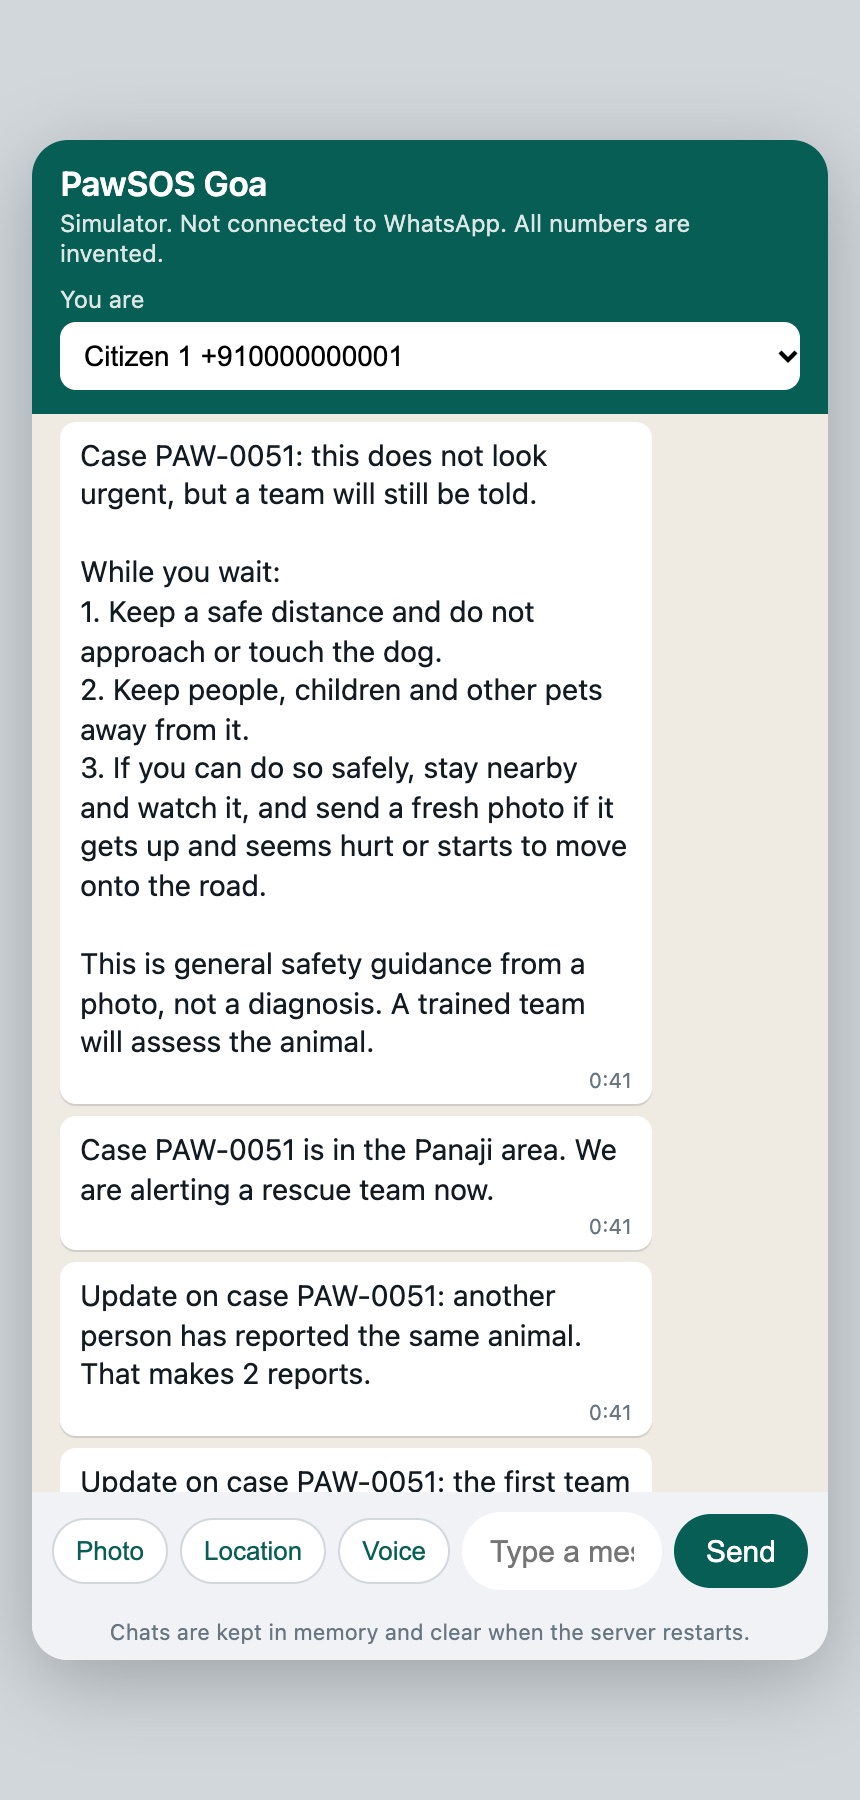 PawSOS Goa
Simulator. Not connected to WhatsApp. All numbers are
invented.
You are
Citizen 1 +910000000001
Case PAW-0051: this does not look
urgent, but a team will still be told.
While you wait:
1. Keep a safe distance and do not
approach or touch the dog.
2. Keep people, children and other pets
away from it.
3. If you can do so safely, stay nearby
and watch it, and send a fresh photo if it
gets up and seems hurt or starts to move
onto the road.
This is general safety guidance from a
photo, not a diagnosis. A trained team
will assess the animal.
0:41
Case PAW-0051 is in the Panaji area. We
are alerting a rescue team now.
0:41
Update on case PAW-0051: another
person has reported the same animal.
That makes 2 reports.
0:41
Update on case PAW-0051: the first team
Photo
Location
Voice
Type a mes
Send
Chats are kept in memory and clear when the server restarts.